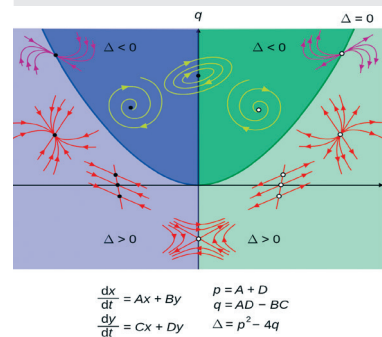 q
Δ = 0
Δ < 0
Δ < 0
Δ > 0
Δ > 0
dx/dt = Ax + By
dy/dt = Cx + Dy
p = A + D
q = AD − BC
Δ = p² − 4q